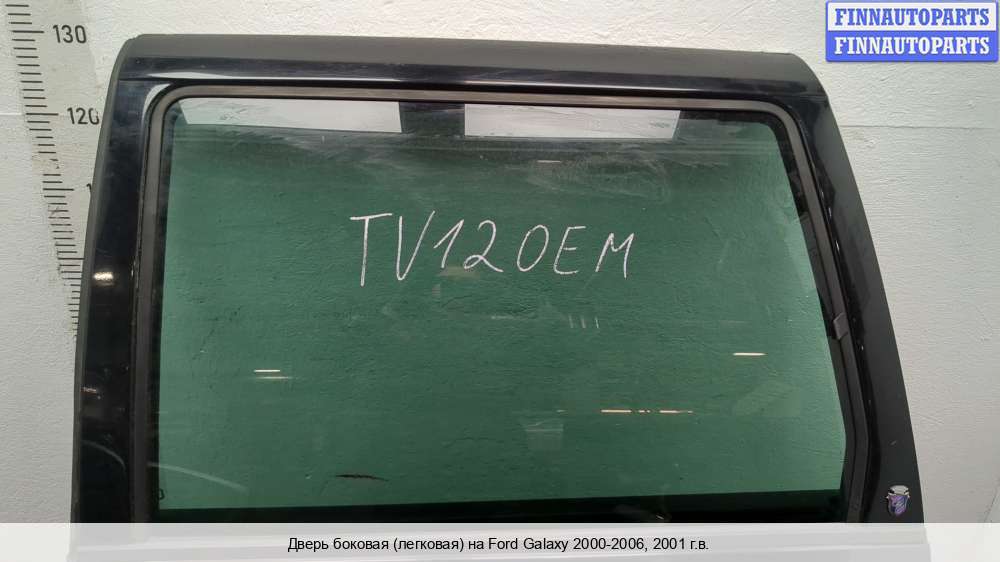 FINNAUTOPARTS
FINNAUTOPARTS
130
120
TV120EM
Дверь боковая (легковая) на Ford Galaxy 2000-2006, 2001 г.в.